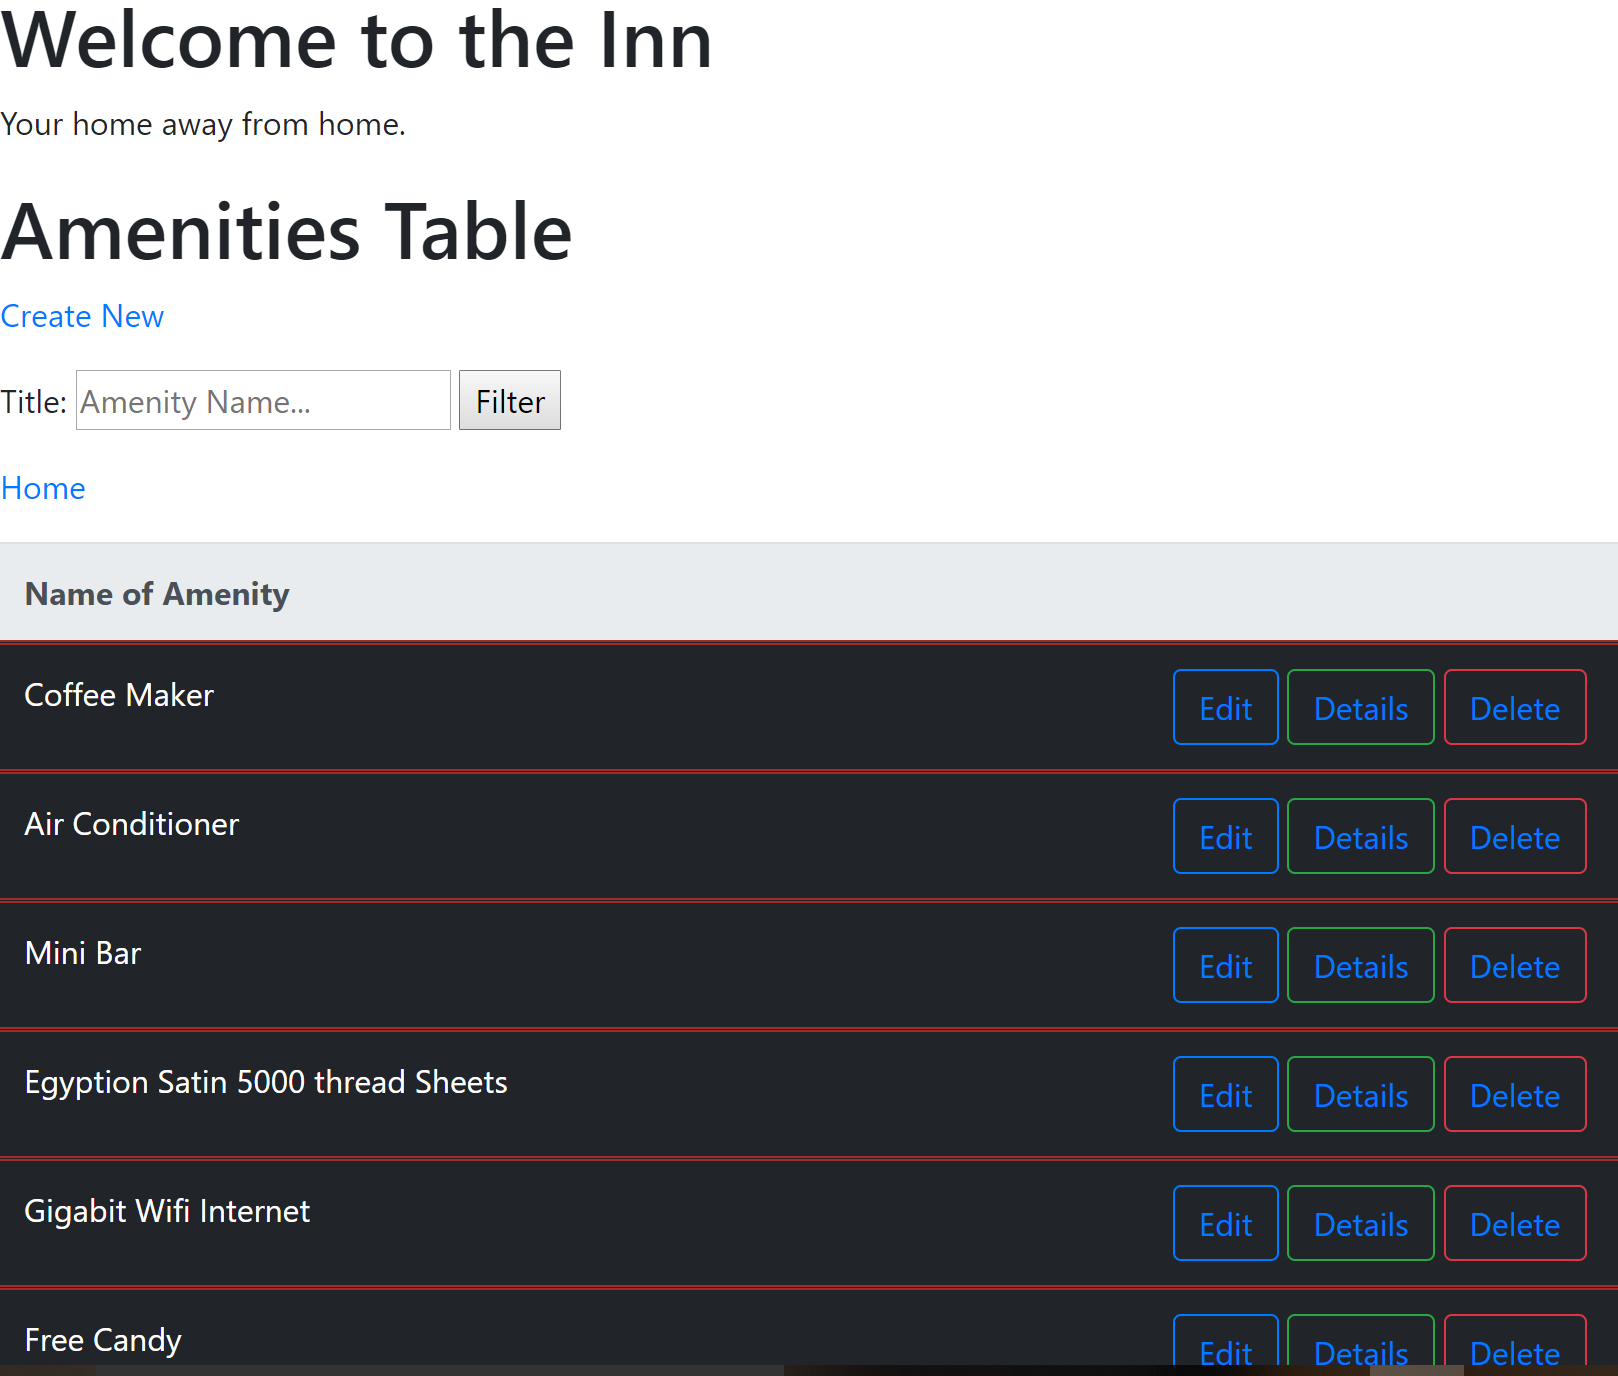 Welcome to the Inn
Your home away from home.
Amenities Table
Create New
Title: Amenity Name... Filter
Home
Name of Amenity
Coffee Maker Edit Details Delete
Air Conditioner Edit Details Delete
Mini Bar Edit Details Delete
Egyption Satin 5000 thread Sheets Edit Details Delete
Gigabit Wifi Internet Edit Details Delete
Free Candy Edit Details Delete